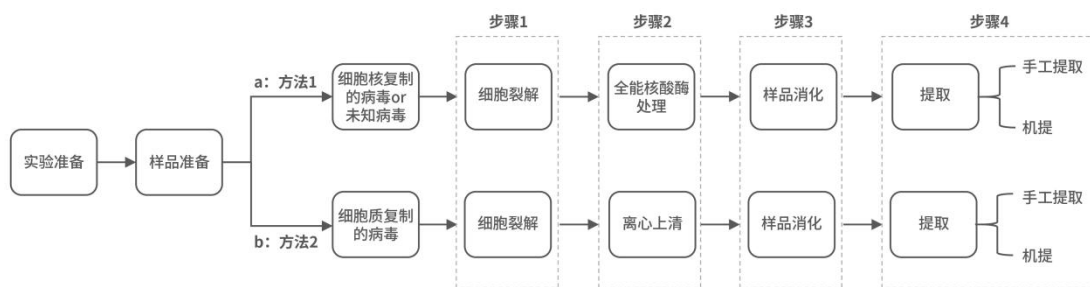 步骤1
步骤2
步骤3
步骤4
a：方法1
细胞核复制
的病毒or
未知病毒
细胞裂解
全能核酸酶
处理
样品消化
提取
手工提取
机提
实验准备
样品准备
b：方法2
细胞质复制
的病毒
细胞裂解
离心上清
样品消化
提取
手工提取
机提